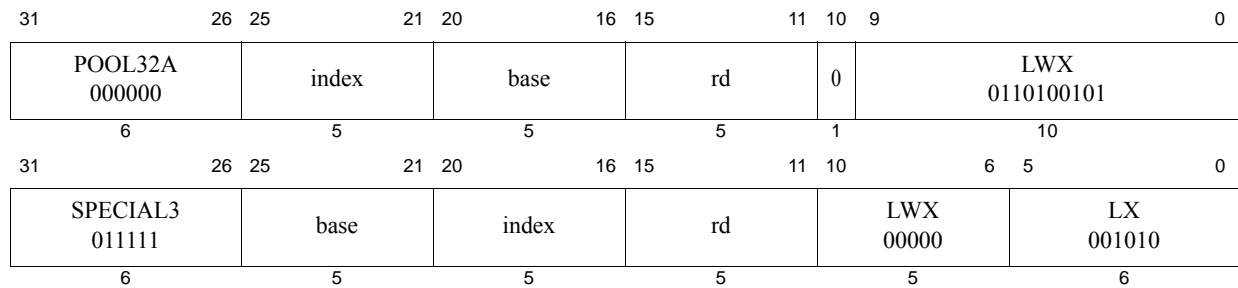 31 26 25 21 20 16 15 11 10 9 0
POOL32A index base rd 0 LWX
000000 0110100101
6 5 5 5 1 10
31 26 25 21 20 16 15 11 10 6 5 0
SPECIAL3 base index rd LWX LX
011111 00000 001010
6 5 5 5 5 6